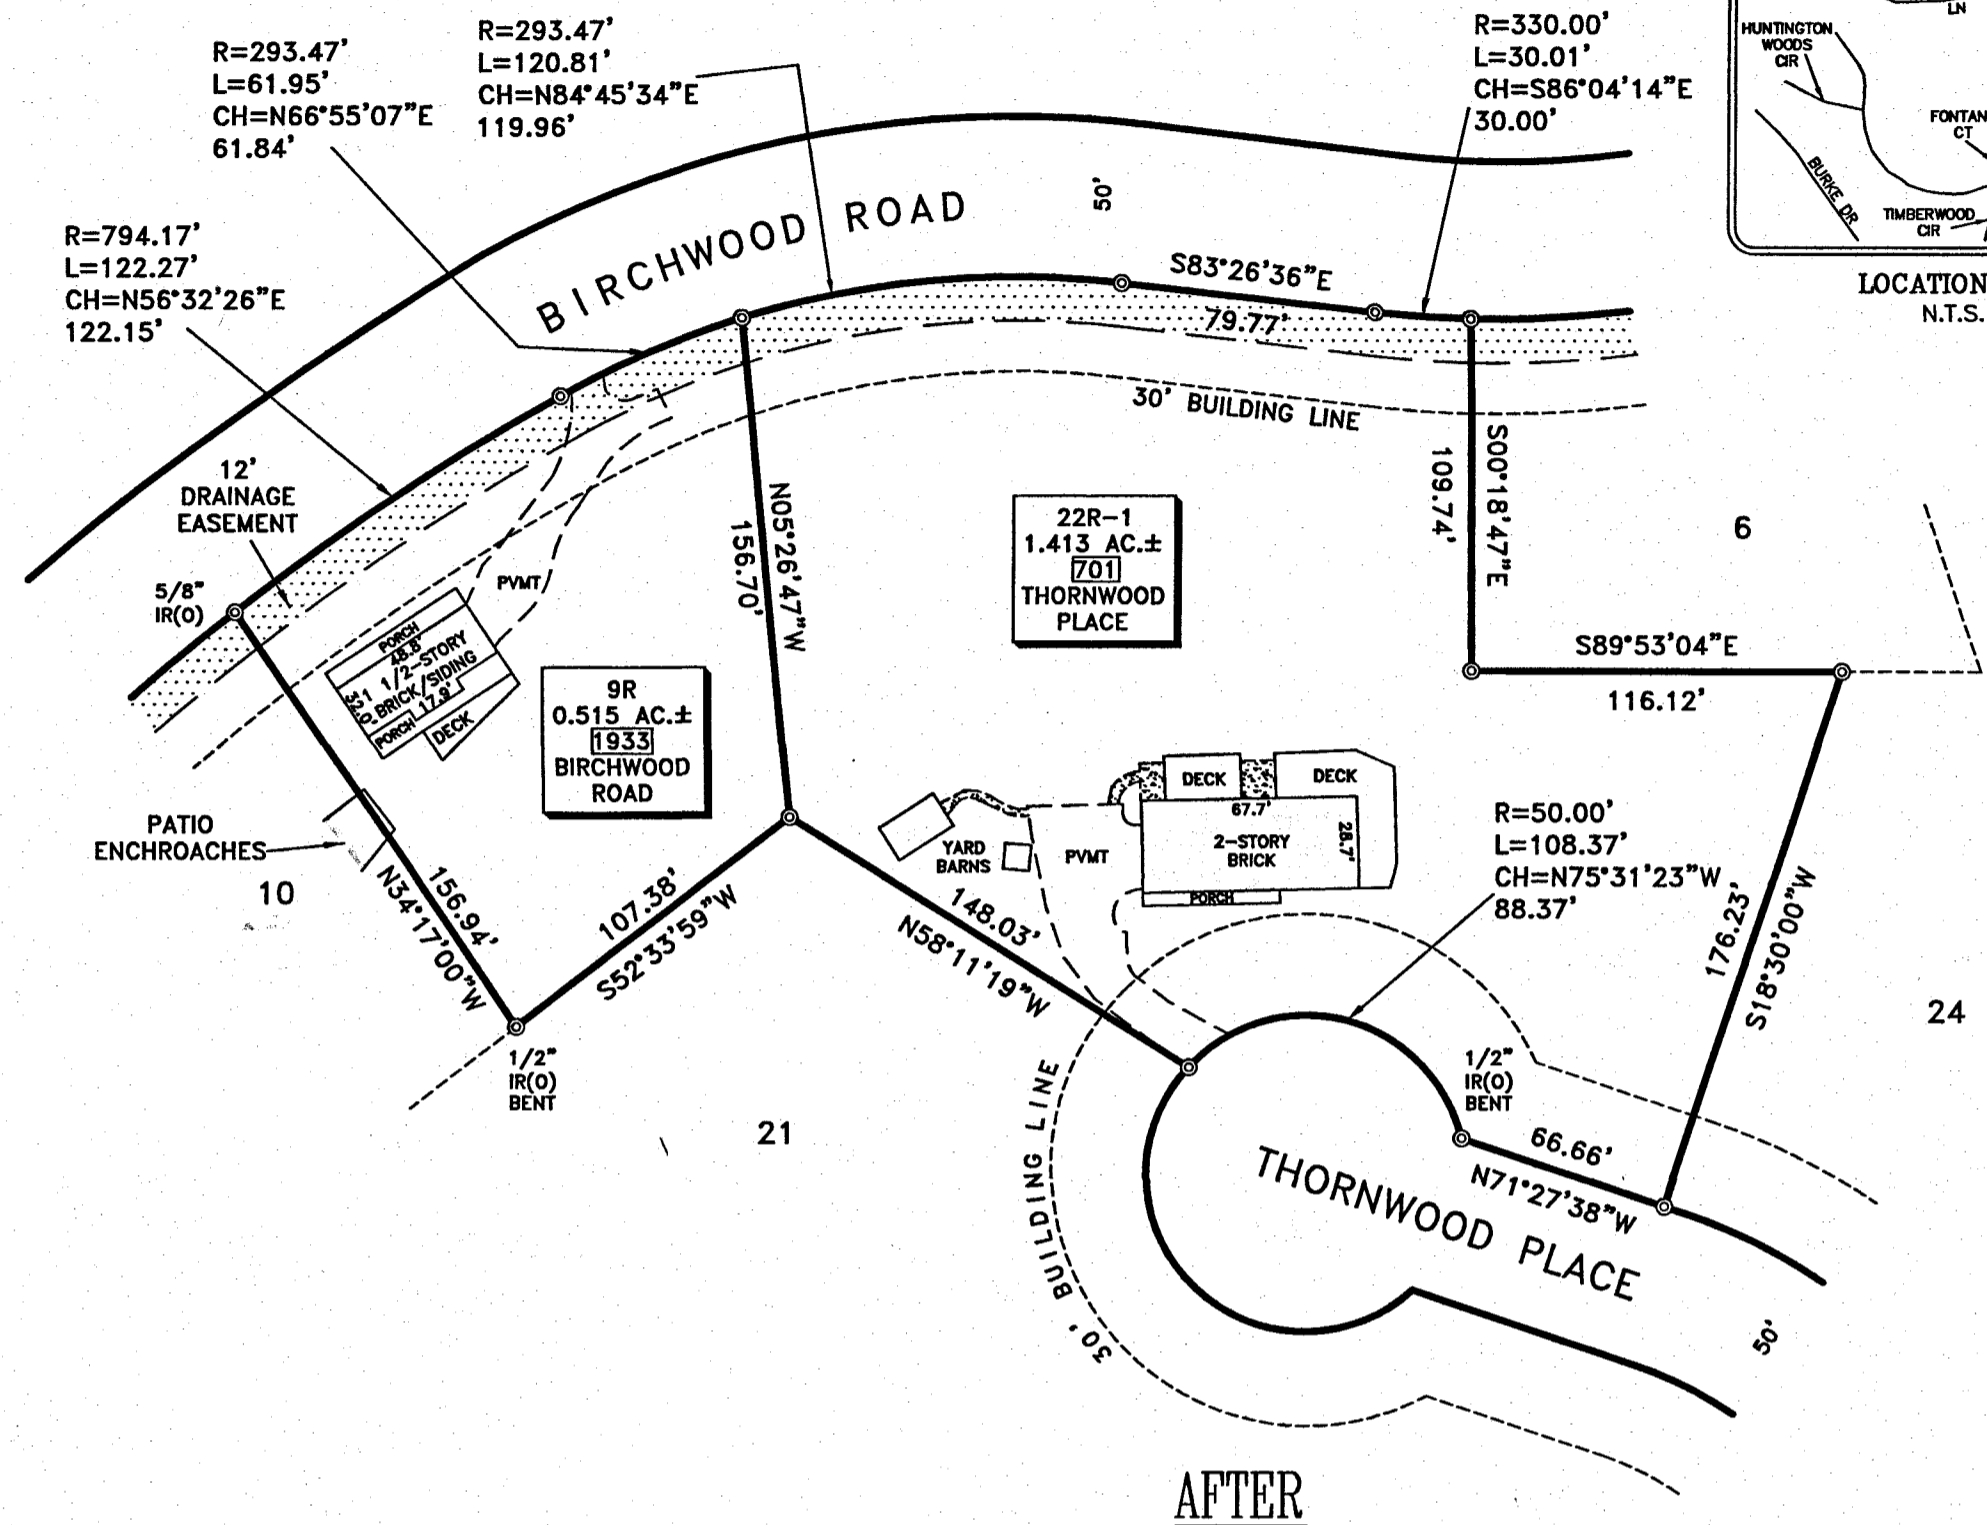 R=293.47'
L=61.95'
CH=N66°55'07"E
61.84'
R=293.47'
L=120.81'
CH=N84°45'34"E
119.96'
R=330.00'
L=30.01'
CH=S86°04'14"E
30.00'
LN
HUNTINGTON
WOODS
CIR
FONTAN
CT
BURKE DR
TIMBERWOOD
CIR
LOCATION
N.T.S.
R=794.17'
L=122.27'
CH=N56°32'26"E
122.15'
BIRCHWOOD ROAD
50'
S83°26'36"E
79.77'
30' BUILDING LINE
12'
DRAINAGE
EASEMENT
5/8"
IR(O)
PVMT
PORCH
48.8'
1 1/2-STORY
BRICK/SIDING
32.0'
17.9'
PORCH
DECK
N05°26'47"W
156.70'
22R-1
1.413 AC.±
701
THORNWOOD
PLACE
S00°18'47"E
109.74'
6
S89°53'04"E
116.12'
9R
0.515 AC.±
1933
BIRCHWOOD
ROAD
PATIO
ENCHROACHES
10
156.94'
N34°17'00"W
107.38'
S52°33'59"W
1/2"
IR(O)
BENT
21
YARD
BARNS
PVMT
DECK
DECK
67.7'
2-STORY
BRICK
28.7'
PORCH
148.03'
N58°11'19"W
R=50.00'
L=108.37'
CH=N75°31'23"W
88.37'
176.23'
S18°30'00"W
24
1/2"
IR(O)
BENT
66.66'
N71°27'38"W
30' BUILDING LINE
THORNWOOD PLACE
50'
AFTER